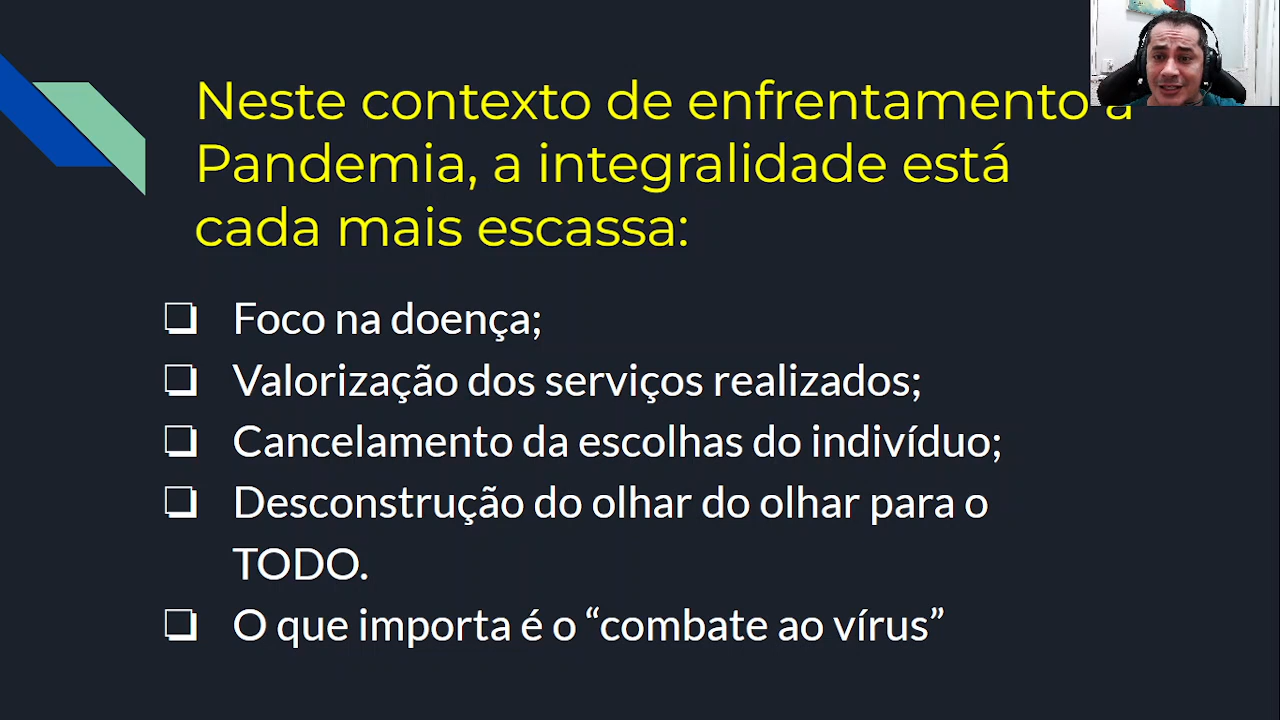 Neste contexto de enfrentamento a
Pandemia, a integralidade está
cada mais escassa:
Foco na doença;
Valorização dos serviços realizados;
Cancelamento da escolhas do indivíduo;
Desconstrução do olhar do olhar para o
TODO.
O que importa é o “combate ao vírus”